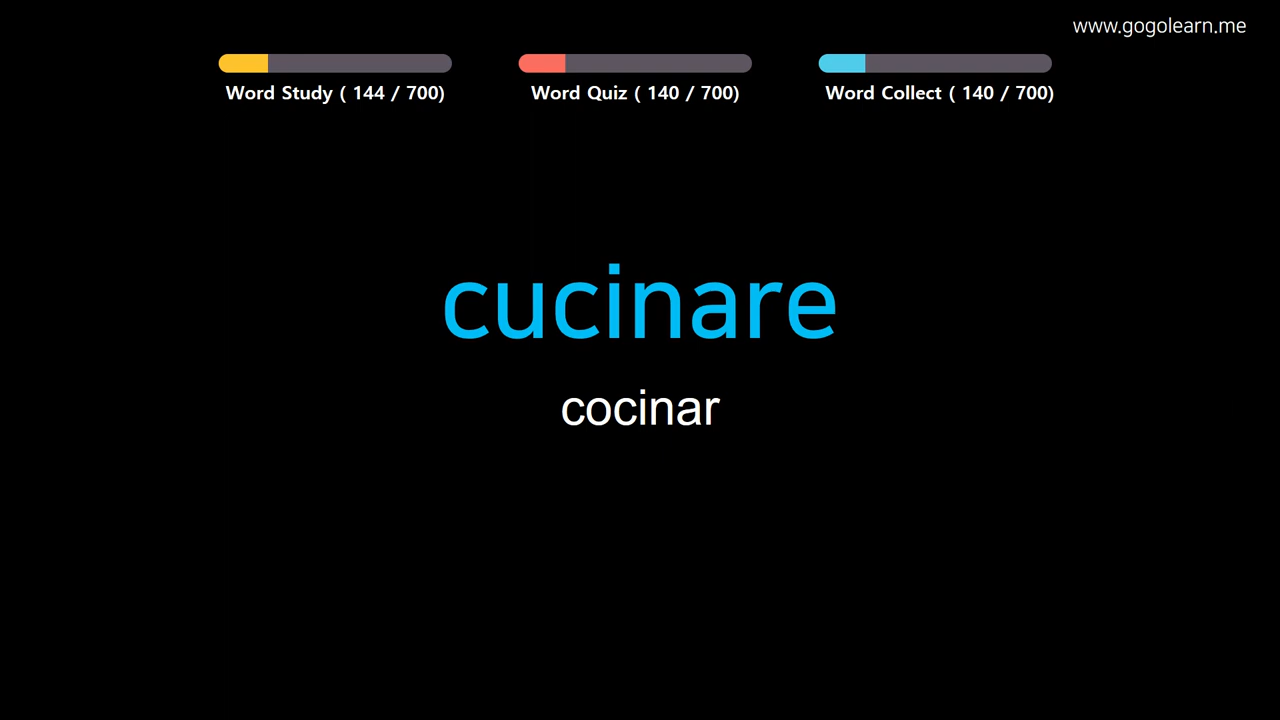 www.gogolearn.me
Word Study ( 144 / 700)
Word Quiz ( 140 / 700)
Word Collect ( 140 / 700)
cucinare
cocinar